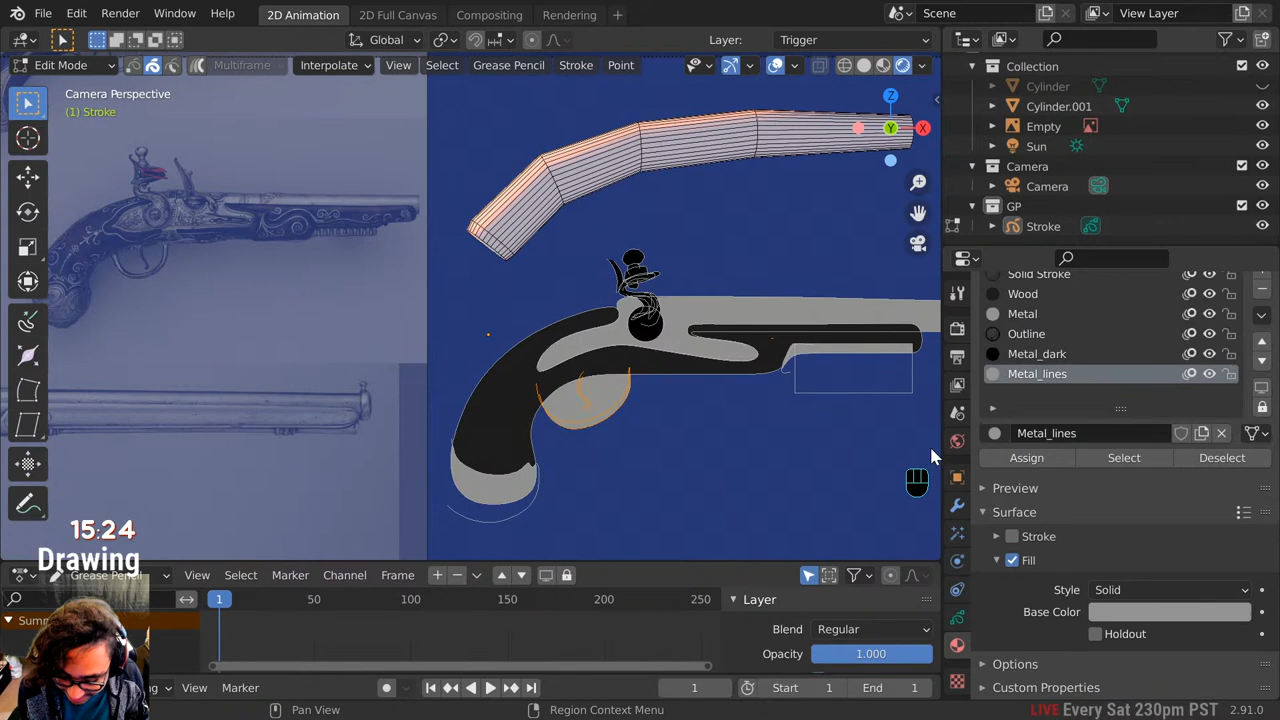 File Edit Render Window Help 2D Animation 2D Full Canvas Compositing Rendering + Scene View Layer
Global Layer: Trigger
Edit Mode Multiframe Interpolate View Select Grease Pencil Stroke Point
Camera Perspective
(1) Stroke
Z
Y
X
Collection
Cylinder
Cylinder.001
Empty
Sun
Camera
Camera
GP
Stroke
Solid Stroke
Wood
Metal
Outline
Metal_dark
Metal_lines
Metal_lines
Assign Select Deselect
Preview
Surface
Stroke
Fill
Style Solid
Base Color
Holdout
Options
Custom Properties
15:24
Drawing
Grease Pencil View Select Marker Channel Frame
1 50 100 150 200 250
Summ
Layer
Blend Regular
Opacity 1.000
View Marker 1 Start 1 End 1
Pan View Region Context Menu
LIVE Every Sat 230pm PST 2.91.0